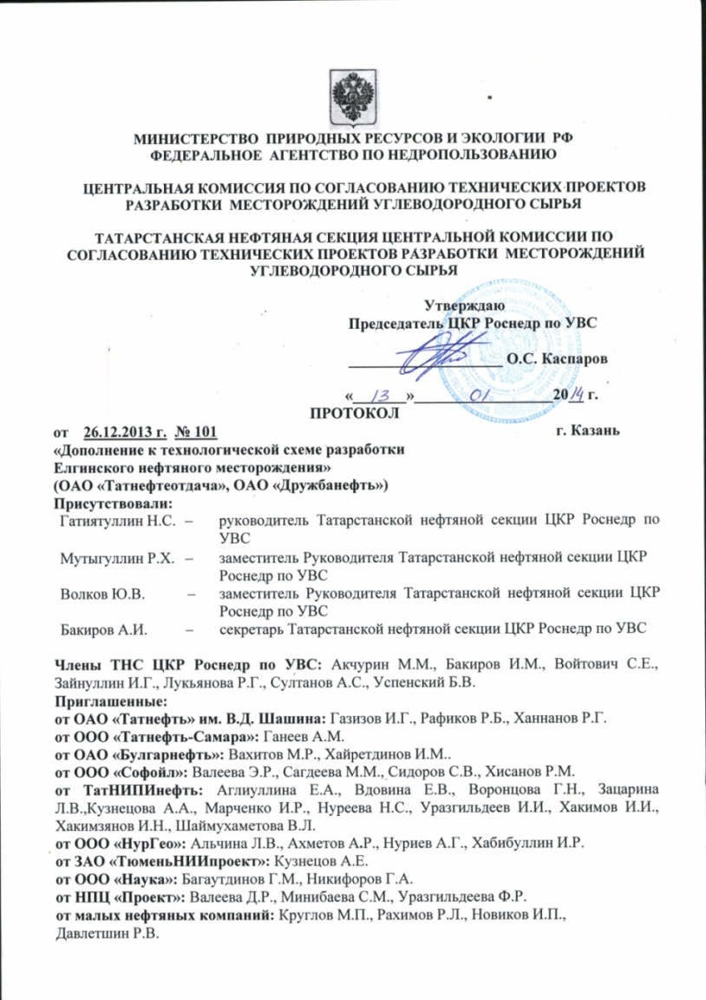 МИНИСТЕРСТВО ПРИРОДНЫХ РЕСУРСОВ И ЭКОЛОГИИ РФ
ФЕДЕРАЛЬНОЕ АГЕНТСТВО ПО НЕДРОПОЛЬЗОВАНИЮ
ЦЕНТРАЛЬНАЯ КОМИССИЯ ПО СОГЛАСОВАНИЮ ТЕХНИЧЕСКИХ ПРОЕКТОВ
РАЗРАБОТКИ МЕСТОРОЖДЕНИЙ УГЛЕВОДОРОДНОГО СЫРЬЯ
ТАТАРСТАНСКАЯ НЕФТЯНАЯ СЕКЦИЯ ЦЕНТРАЛЬНОЙ КОМИССИИ ПО
СОГЛАСОВАНИЮ ТЕХНИЧЕСКИХ ПРОЕКТОВ РАЗРАБОТКИ МЕСТОРОЖДЕНИЙ
УГЛЕВОДОРОДНОГО СЫРЬЯ
Утверждаю
Председатель ЦКР Роснедр по УВС
О.С. Каспаров
« 13 » 01 2014 г.
ПРОТОКОЛ
от 26.12.2013 г. № 101 г. Казань
«Дополнение к технологической схеме разработки
Елгинского нефтяного месторождения»
(ОАО «Татнефтеотдача», ОАО «Дружбанефть»)
Присутствовали:
Гатиятуллин Н.С. – руководитель Татарстанской нефтяной секции ЦКР Роснедр по
УВС
Мутыгуллин Р.Х. – заместитель Руководителя Татарстанской нефтяной секции ЦКР
Роснедр по УВС
Волков Ю.В. – заместитель Руководителя Татарстанской нефтяной секции ЦКР
Роснедр по УВС
Бакиров А.И. – секретарь Татарстанской нефтяной секции ЦКР Роснедр по УВС
Члены ТНС ЦКР Роснедр по УВС: Акчурин М.М., Бакиров И.М., Войтович С.Е.,
Зайнуллин И.Г., Лукьянова Р.Г., Султанов А.С., Успенский Б.В.
Приглашенные:
от ОАО «Татнефть» им. В.Д. Шашина: Газизов И.Г., Рафиков Р.Б., Ханнанов Р.Г.
от ООО «Татнефть-Самара»: Ганеев А.М.
от ОАО «Булгарнефть»: Вахитов М.Р., Хайретдинов И.М..
от ООО «Софойл»: Валеева Э.Р., Сагдеева М.М., Сидоров С.В., Хисанов Р.М.
от ТатНИПИнефть: Аглиуллина Е.А., Вдовина Е.В., Воронцова Г.Н., Зацарина
Л.В.,Кузнецова А.А., Марченко И.Р., Нуреева Н.С., Уразгильдеев И.И., Хакимов И.И.,
Хакимзянов И.Н., Шаймухаметова В.Л.
от ООО «НурГео»: Альчина Л.В., Ахметов А.Р., Нуриев А.Г., Хабибуллин И.Р.
от ЗАО «ТюменьНИИпроект»: Кузнецов А.Е.
от ООО «Наука»: Багаутдинов Г.М., Никифоров Г.А.
от НПЦ «Проект»: Валеева Д.Р., Минибаева С.М., Уразгильдеева Ф.Р.
от малых нефтяных компаний: Круглов М.П., Рахимов Р.Л., Новиков И.П.,
Давлетшин Р.В.